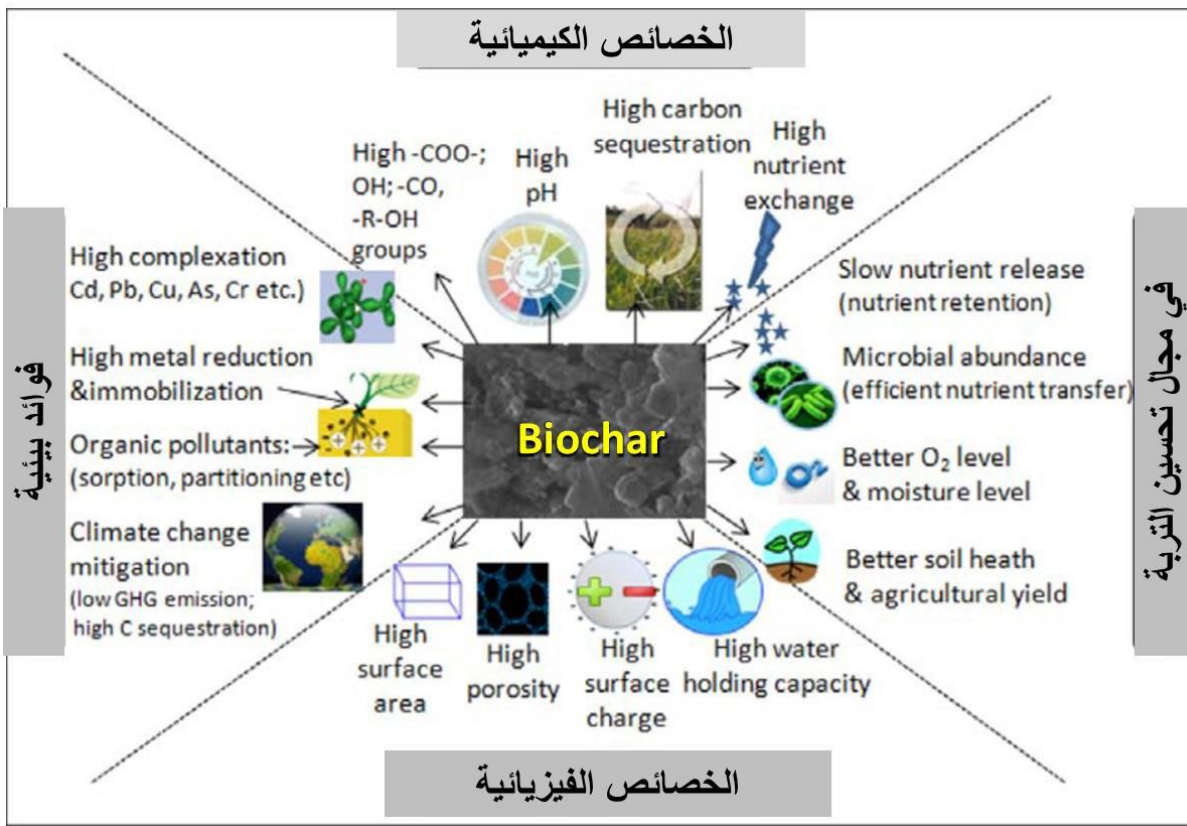 الخصائص الكيميائية
High -COO-;
OH; -CO,
-R-OH
groups
High
pH
High carbon
sequestration
High
nutrient
exchange
فوائد بيئية
High complexation
Cd, Pb, Cu, As, Cr etc.)
High metal reduction
&immobilization
Organic pollutants:
(sorption, partitioning etc)
Climate change
mitigation
(low GHG emission;
high C sequestration)
Biochar
Slow nutrient release
(nutrient retention)
Microbial abundance
(efficient nutrient transfer)
Better O₂ level
& moisture level
Better soil heath
& agricultural yield
في مجال تحسين التربة
High
surface
area
High
porosity
High
surface
charge
High water
holding capacity
الخصائص الفيزيائية